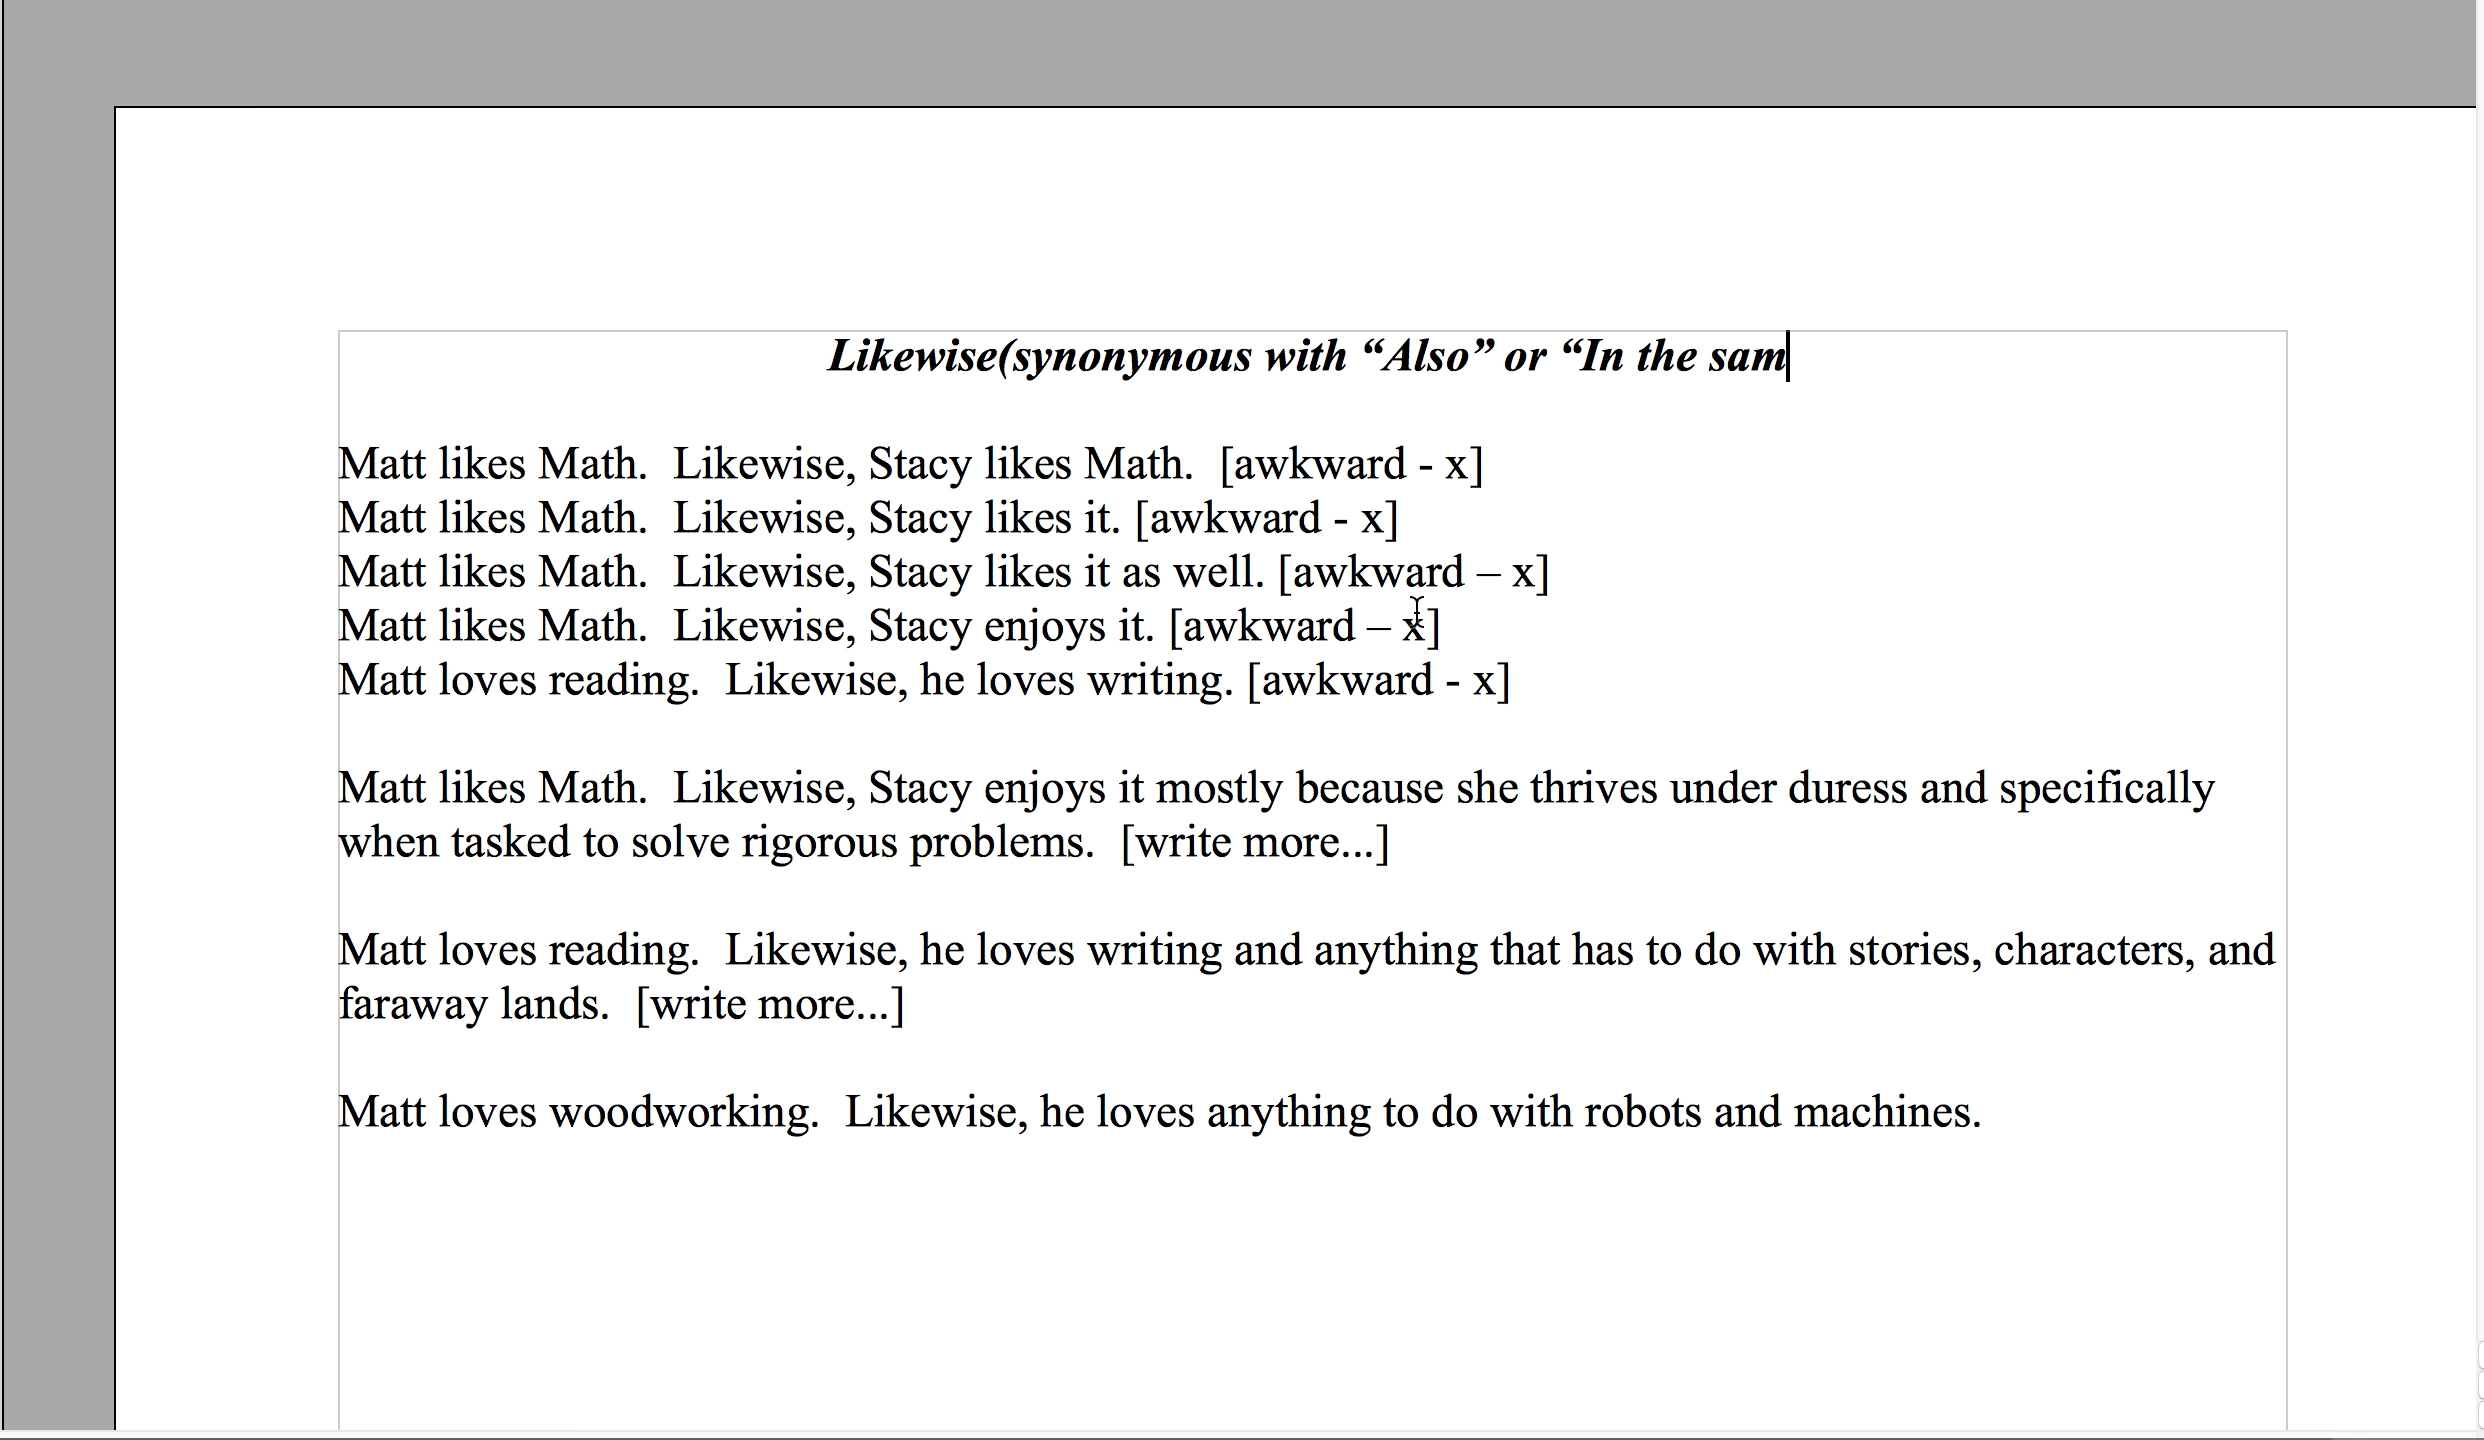 Likewise(synonymous with “Also” or “In the sam
Matt likes Math.  Likewise, Stacy likes Math.  [awkward - x]
Matt likes Math.  Likewise, Stacy likes it. [awkward - x]
Matt likes Math.  Likewise, Stacy likes it as well. [awkward – x]
Matt likes Math.  Likewise, Stacy enjoys it. [awkward – x]
Matt loves reading.  Likewise, he loves writing. [awkward - x]
Matt likes Math.  Likewise, Stacy enjoys it mostly because she thrives under duress and specifically
when tasked to solve rigorous problems.  [write more...]
Matt loves reading.  Likewise, he loves writing and anything that has to do with stories, characters, and
faraway lands.  [write more...]
Matt loves woodworking.  Likewise, he loves anything to do with robots and machines.